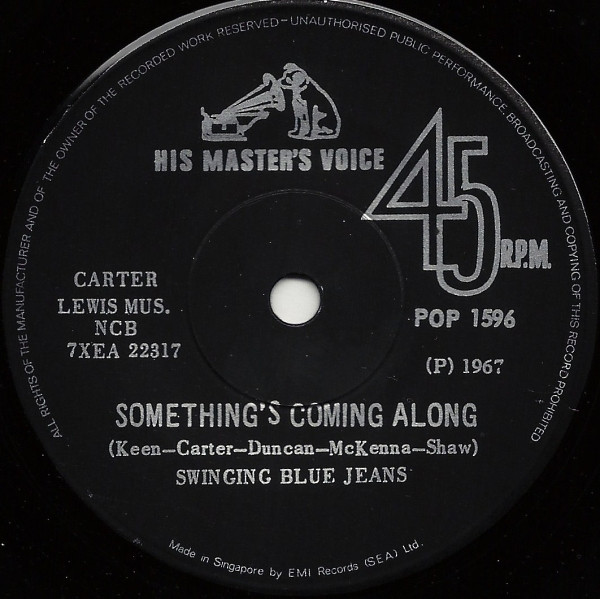 ALL RIGHTS OF THE MANUFACTURER AND OF THE OWNER OF THE RECORDED WORK RESERVED—UNAUTHORISED PUBLIC PERFORMANCE, BROADCASTING AND COPYING OF THIS RECORD PROHIBITED
HIS MASTER'S VOICE
45 R.P.M.
CARTER
LEWIS MUS.
NCB
7XEA 22317
POP 1596
(P) 1967
SOMETHING'S COMING ALONG
(Keen—Carter—Duncan—McKenna—Shaw)
SWINGING BLUE JEANS
Made in Singapore by EMI Records (SEA) Ltd.